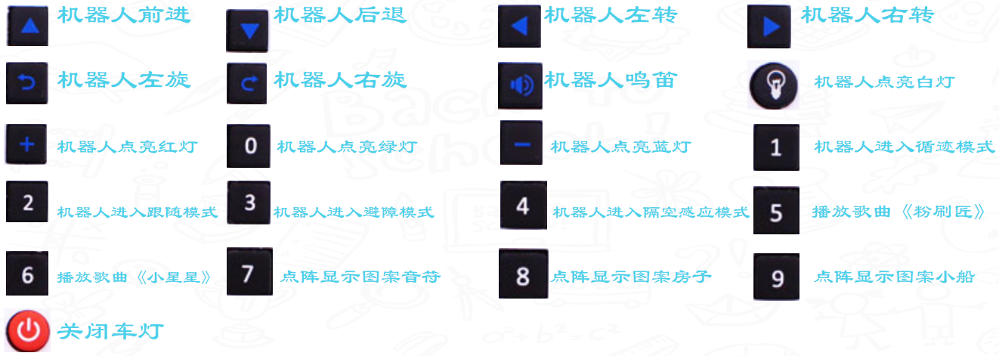 机器人前进 机器人后退 机器人左转 机器人右转
机器人左旋 机器人右旋 机器人鸣笛 机器人点亮白灯
+ 机器人点亮红灯 0 机器人点亮绿灯 - 机器人点亮蓝灯 1 机器人进入循迹模式
2 机器人进入跟随模式 3 机器人进入避障模式 4 机器人进入隔空感应模式 5 播放歌曲《粉刷匠》
6 播放歌曲《小星星》 7 点阵显示图案音符 8 点阵显示图案房子 9 点阵显示图案小船
关闭车灯